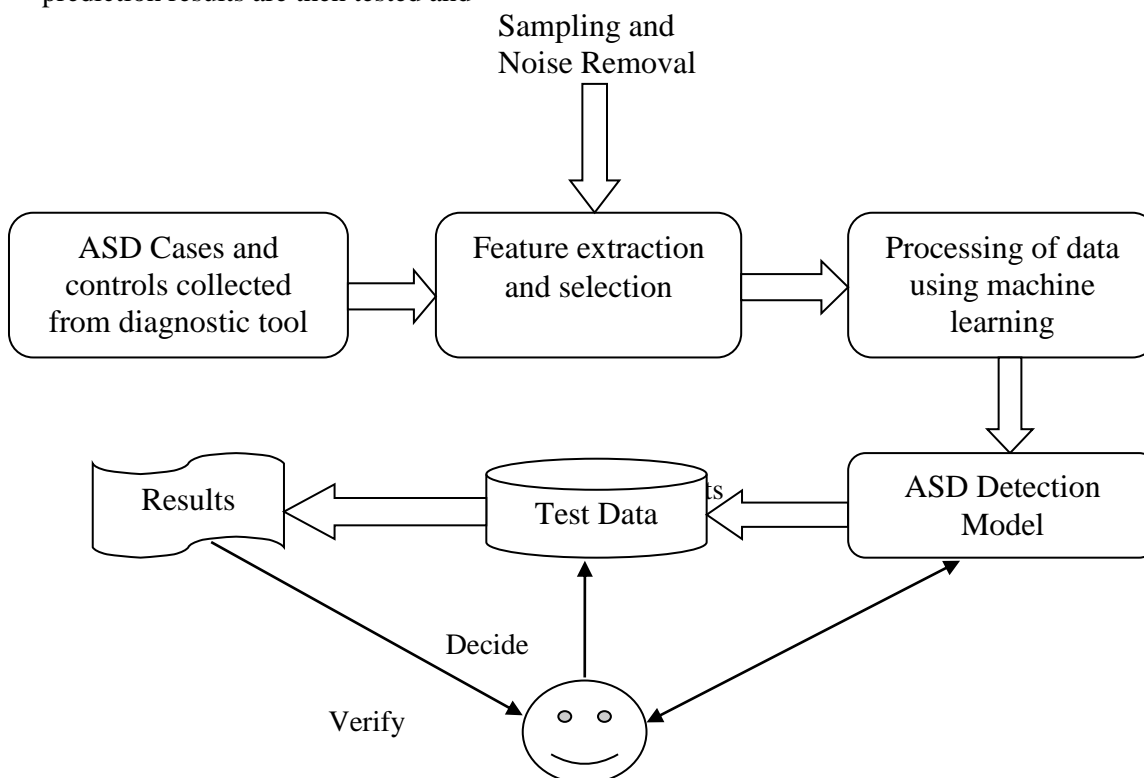 prediction results are then tested and
Sampling and
Noise Removal
ASD Cases and
controls collected
from diagnostic tool
Feature extraction
and selection
Processing of data
using machine
learning
Results
Test Data
ASD Detection
Model
Decide
Verify